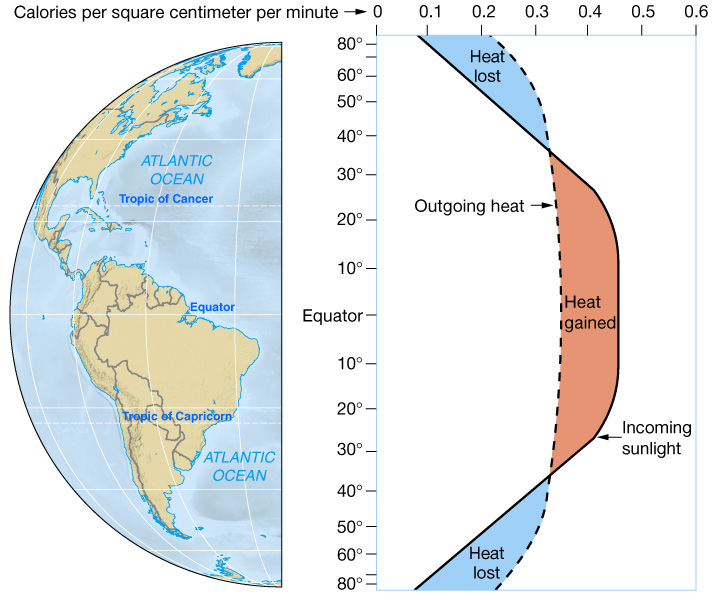 Calories per square centimeter per minute
0 0.1 0.2 0.3 0.4 0.5 0.6
80°
60°
50°
40°
30°
20°
10°
Equator
10°
20°
30°
40°
50°
60°
80°
Heat
lost
Outgoing heat
Heat
gained
Incoming
sunlight
Heat
lost
ATLANTIC
OCEAN
Tropic of Cancer
Equator
Tropic of Capricorn
ATLANTIC
OCEAN